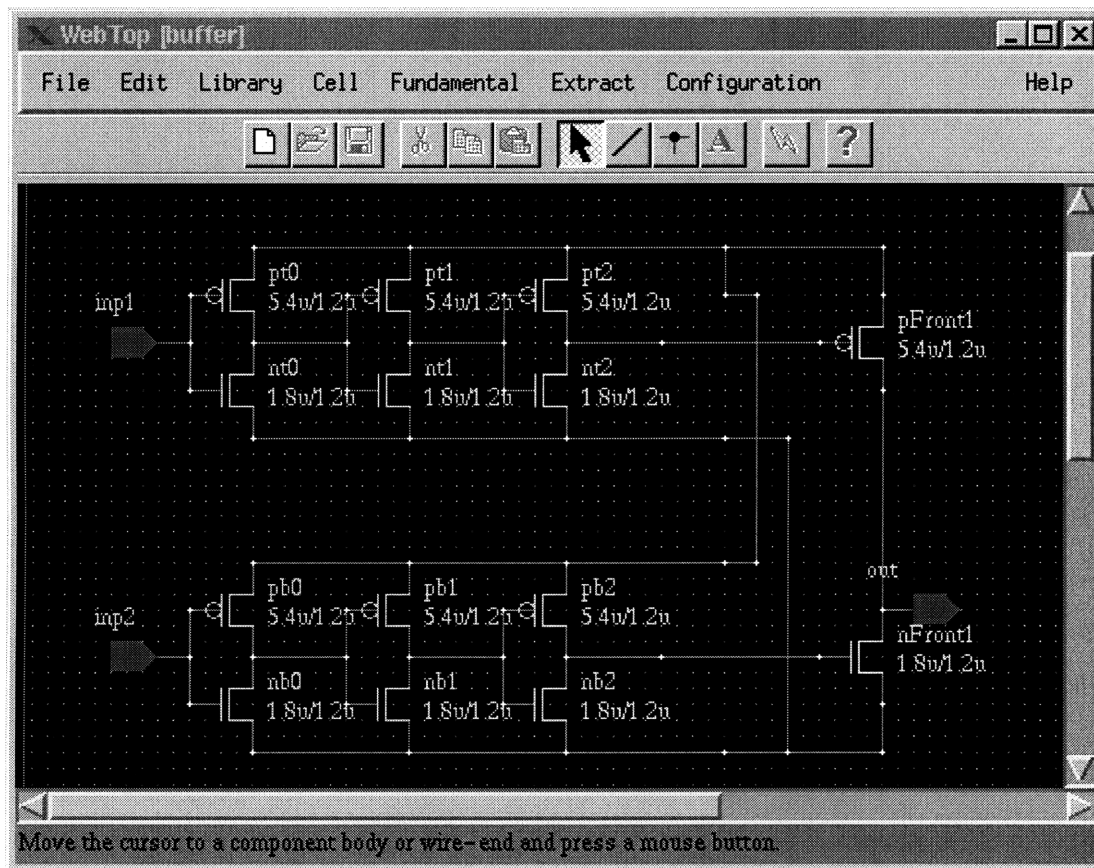 WebTop [buffer]
File Edit Library Cell Fundamental Extract Configuration Help
A ?
inp1
pt0
5.4u/1.2u
pt1
5.4u/1.2u
pt2
5.4u/1.2u
pFront1
5.4u/1.2u
nt0
1.8u/1.2u
nt1
1.8u/1.2u
nt2
1.8u/1.2u
inp2
pb0
5.4u/1.2u
pb1
5.4u/1.2u
pb2
5.4u/1.2u
out
nFront1
1.8u/1.2u
nb0
1.8u/1.2u
nb1
1.8u/1.2u
nb2
1.8u/1.2u
Move the cursor to a component body or wire-end and press a mouse button.